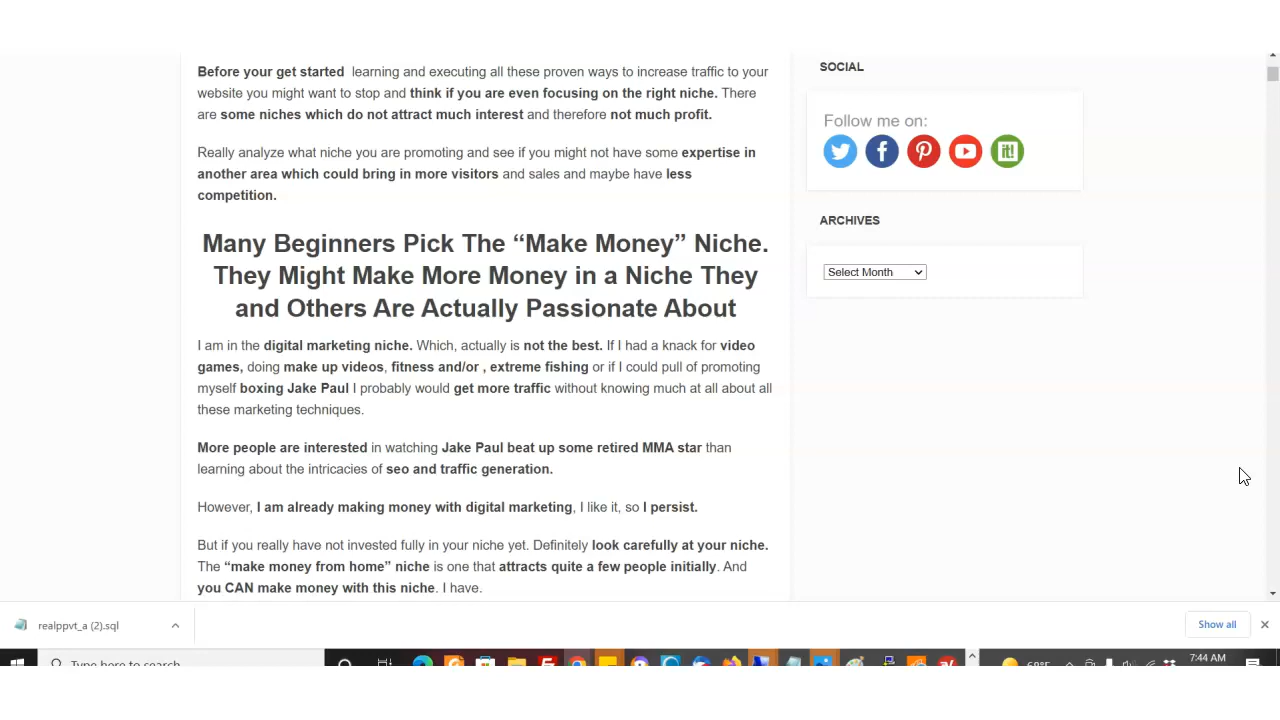 Before your get started learning and executing all these proven ways to increase traffic to your
website you might want to stop and think if you are even focusing on the right niche. There
are some niches which do not attract much interest and therefore not much profit.
Really analyze what niche you are promoting and see if you might not have some expertise in
another area which could bring in more visitors and sales and maybe have less
competition.
Many Beginners Pick The “Make Money” Niche.
They Might Make More Money in a Niche They
and Others Are Actually Passionate About
I am in the digital marketing niche. Which, actually is not the best. If I had a knack for video
games, doing make up videos, fitness and/or , extreme fishing or if I could pull of promoting
myself boxing Jake Paul I probably would get more traffic without knowing much at all about all
these marketing techniques.
More people are interested in watching Jake Paul beat up some retired MMA star than
learning about the intricacies of seo and traffic generation.
However, I am already making money with digital marketing, I like it, so I persist.
But if you really have not invested fully in your niche yet. Definitely look carefully at your niche.
The “make money from home” niche is one that attracts quite a few people initially. And
you CAN make money with this niche. I have.
SOCIAL
Follow me on:
it!
ARCHIVES
Select Month
realppvt_a (2).sql
Show all
Type here to search
68°F
7:44 AM